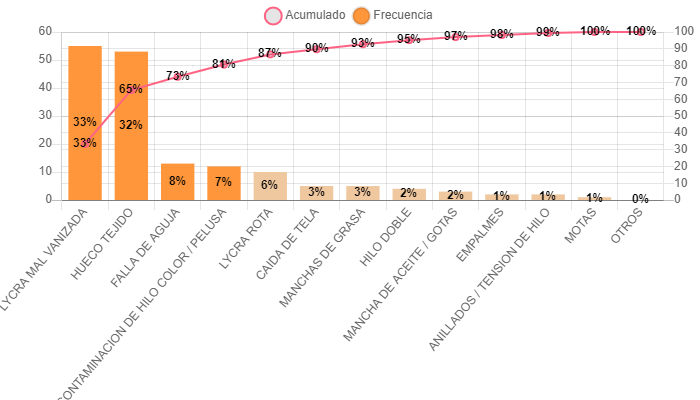 Acumulado Frecuencia
60 100
50 90
40 80
30 70
20 60
10 50
0 40
30
20
10
0
33% 65% 73% 81% 87% 90% 93% 95% 97% 98% 99% 100% 100%
33% 32% 8% 7% 6% 3% 3% 2% 2% 1% 1% 1% 0%
LYCRA MAL VANIZADA
HUECO TEJIDO
FALLA DE AGUJA
CONTAMINACION DE HILO COLOR / PELUSA
LYCRA ROTA
CAIDA DE TELA
MANCHAS DE GRASA
HILO DOBLE
MANCHA DE ACEITE / GOTAS
EMPALMES
ANILLADOS / TENSION DE HILO
MOTAS
OTROS